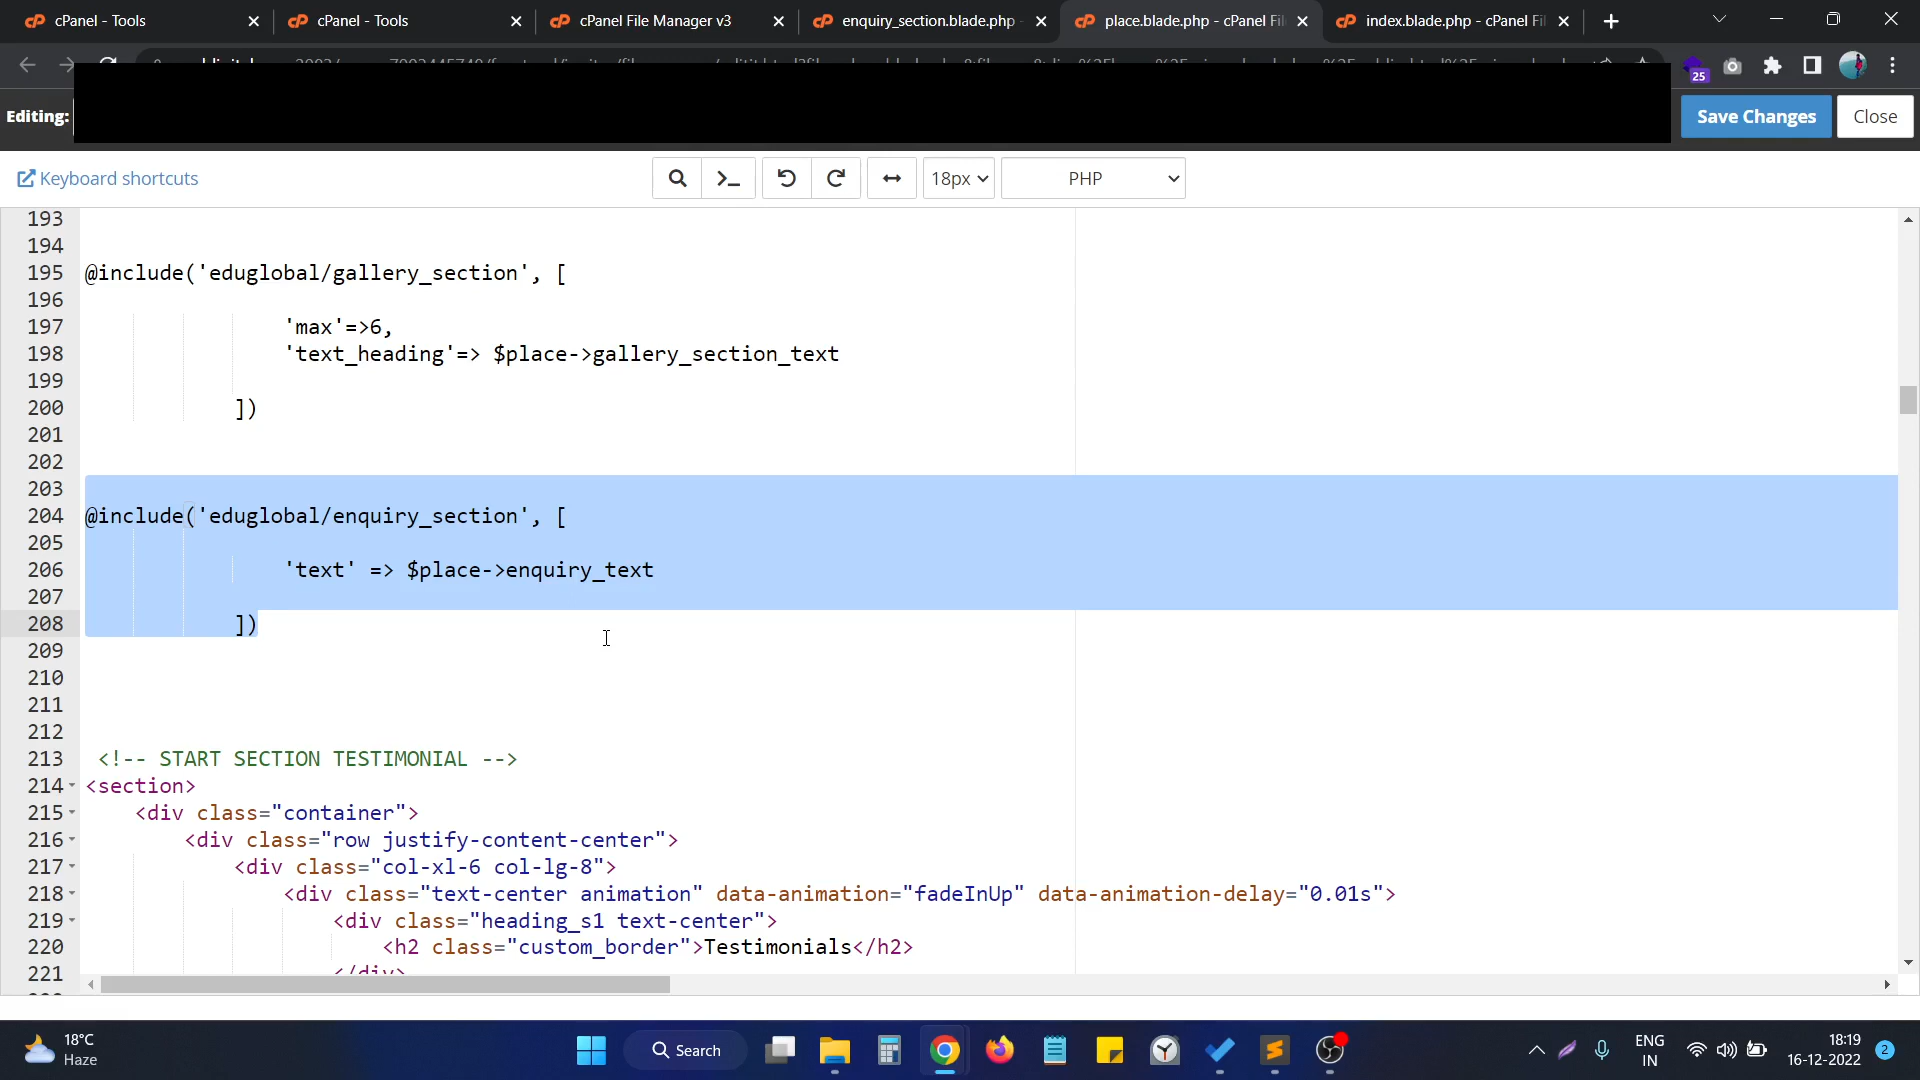 cPanel - Tools
cPanel - Tools
cPanel File Manager v3
enquiry_section.blade.php -
place.blade.php - cPanel Fil
index.blade.php - cPanel Fil
25
Editing:
Save Changes
Close
Keyboard shortcuts
18px
PHP
193
194
195 @include('eduglobal/gallery_section', [
196
197 'max'=>6,
198 'text_heading'=> $place->gallery_section_text
199
200 ])
201
202
203
204 @include('eduglobal/enquiry_section', [
205
206 'text' => $place->enquiry_text
207
208 ])
209
210
211
212
213 <!-- START SECTION TESTIMONIAL -->
214 <section>
215 <div class="container">
216 <div class="row justify-content-center">
217 <div class="col-xl-6 col-lg-8">
218 <div class="text-center animation" data-animation="fadeInUp" data-animation-delay="0.01s">
219 <div class="heading_s1 text-center">
220 <h2 class="custom_border">Testimonials</h2>
221 </div>
18°C
Haze
Search
ENG
IN
18:19
16-12-2022
2